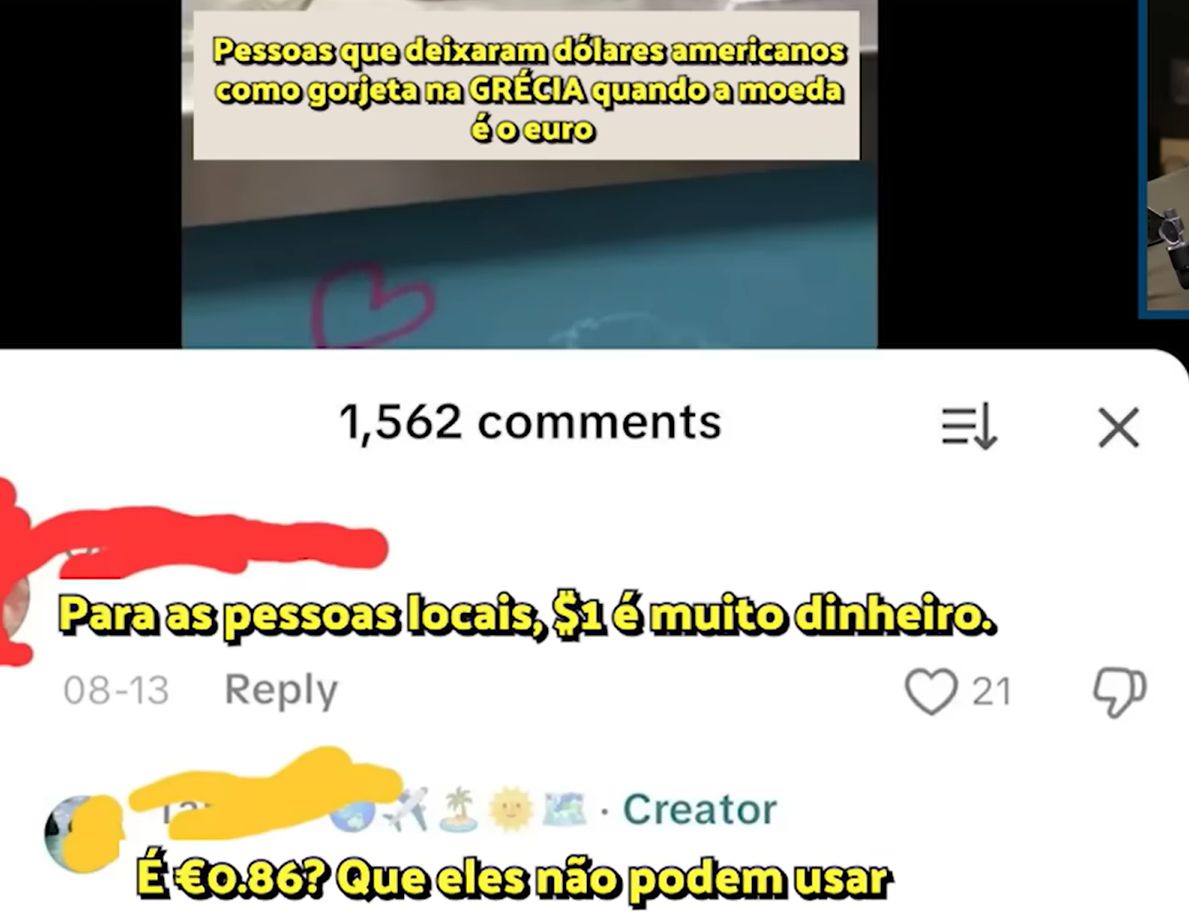 Pessoas que deixaram dólares americanos
como gorjeta na GRÉCIA quando a moeda
é o euro
1,562 comments
Para as pessoas locais, $1 é muito dinheiro.
08-13 Reply 21
· Creator
É €0.86? Que eles não podem usar